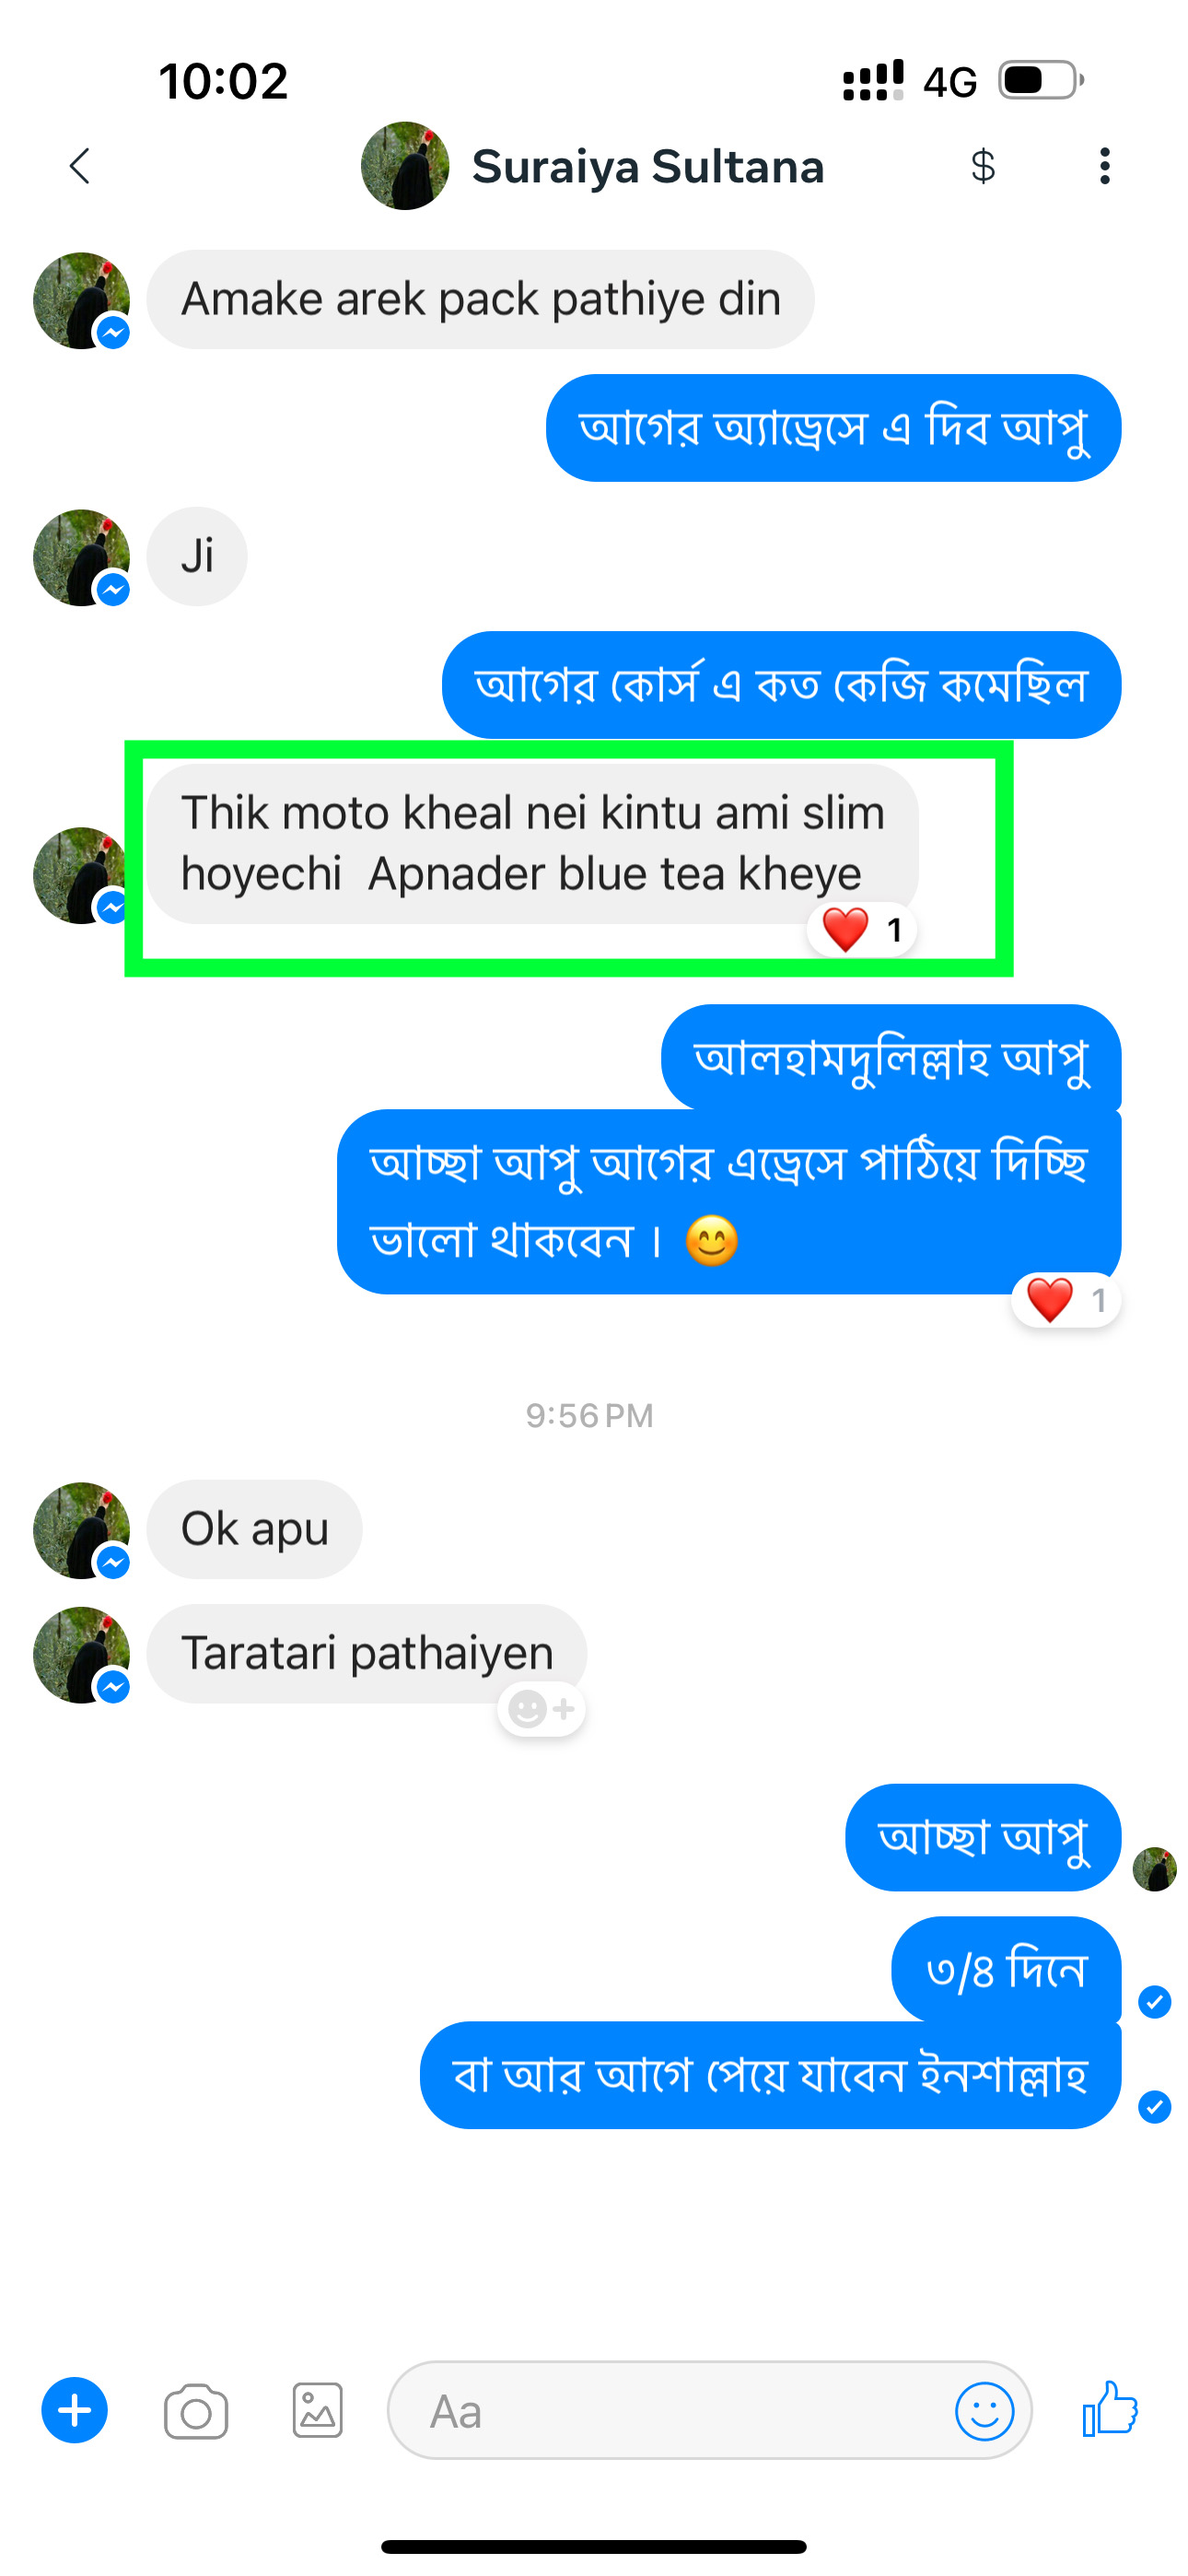 10:02
4G
Suraiya Sultana
$
Amake arek pack pathiye din
আগের অ্যাড্রেসে এ দিব আপু
Ji
আগের কোর্স এ কত কেজি কমেছিল
Thik moto kheal nei kintu ami slim
hoyechi Apnader blue tea kheye
❤️ 1
আলহামদুলিল্লাহ আপু
আচ্ছা আপু আগের এড্রেসে পাঠিয়ে দিচ্ছি
ভালো থাকবেন । 😊
❤️ 1
9:56 PM
Ok apu
Taratari pathaiyen
আচ্ছা আপু
৩/৪ দিনে
বা আর আগে পেয়ে যাবেন ইনশাল্লাহ
Aa